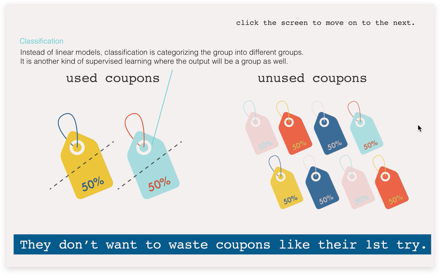 click the screen to move on to the next.
Classification
Instead of linear models, classification is categorizing the group into different groups.
It is another kind of supervised learning where the output will be a group as well.
used coupons
unused coupons
50%
50%
50%
50%
50%
50%
50%
50%
50%
50%
They don't want to waste coupons like their 1st try.